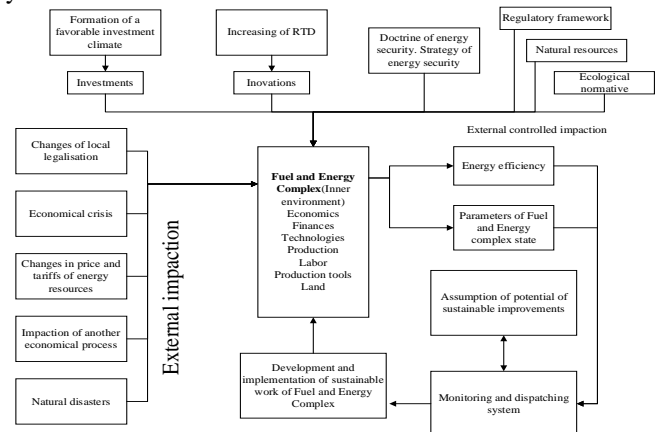 y
Formation of a
favorable investment
climate
Increasing of RTD
Doctrine of energy
security. Strategy of
energy security
Regulatory framework
Natural resources
Ecological
normative
Investments
Inovations
External controlled impaction
Changes of local
legalisation
Economical crisis
Changes in price and
tariffs of energy
resources
Impaction of another
economical process
Natural disasters
External impaction
Fuel and Energy
Complex(Inner
environment)
Economics
Finances
Technologies
Production
Labor
Production tools
Land
Energy efficiency
Parameters of Fuel
and Energy
complex state
Assumption of potential of
sustainable improvements
Development and
implementation of sustainable
work of Fuel and Energy
Complex
Monitoring and dispatching
system